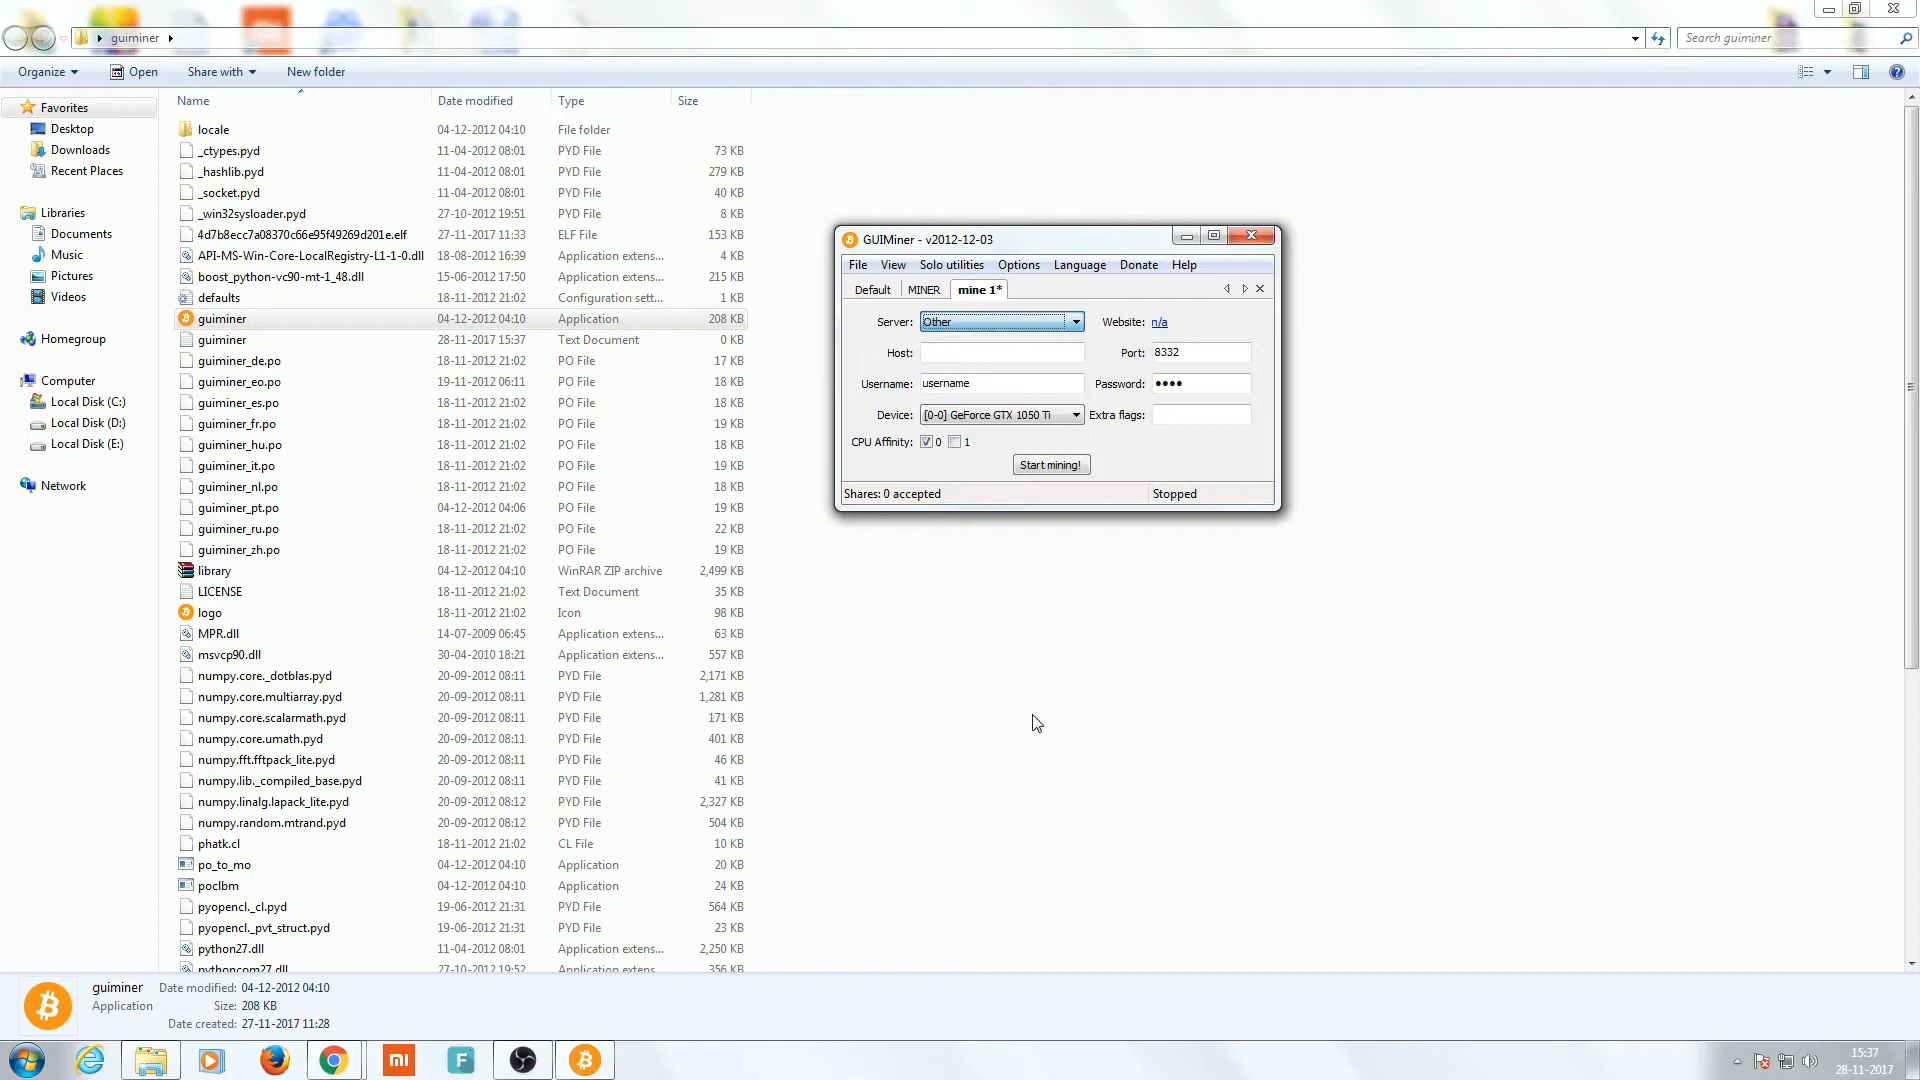 guiminer
Search guiminer
Organize Open Share with New folder
Name Date modified Type Size
Favorites
Desktop
Downloads
Recent Places
Libraries
Documents
Music
Pictures
Videos
Homegroup
Computer
Local Disk (C:)
Local Disk (D:)
Local Disk (E:)
Network
locale 04-12-2012 04:10 File folder
_ctypes.pyd 11-04-2012 08:01 PYD File 73 KB
_hashlib.pyd 11-04-2012 08:01 PYD File 279 KB
_socket.pyd 11-04-2012 08:01 PYD File 40 KB
_win32sysloader.pyd 27-10-2012 19:51 PYD File 8 KB
4d7b8ecc7a08370c66e95f49269d201e.elf 27-11-2017 11:33 ELF File 153 KB
API-MS-Win-Core-LocalRegistry-L1-1-0.dll 18-08-2012 16:39 Application extens... 4 KB
boost_python-vc90-mt-1_48.dll 15-06-2012 17:50 Application extens... 215 KB
defaults 18-11-2012 21:02 Configuration sett... 1 KB
guiminer 04-12-2012 04:10 Application 208 KB
guiminer 28-11-2017 15:37 Text Document 0 KB
guiminer_de.po 18-11-2012 21:02 PO File 17 KB
guiminer_eo.po 19-11-2012 06:11 PO File 18 KB
guiminer_es.po 18-11-2012 21:02 PO File 18 KB
guiminer_fr.po 18-11-2012 21:02 PO File 19 KB
guiminer_hu.po 18-11-2012 21:02 PO File 19 KB
guiminer_it.po 18-11-2012 21:02 PO File 19 KB
guiminer_nl.po 18-11-2012 21:02 PO File 18 KB
guiminer_pt.po 04-12-2012 04:06 PO File 19 KB
guiminer_ru.po 18-11-2012 21:02 PO File 22 KB
guiminer_zh.po 18-11-2012 21:02 PO File 19 KB
library 04-12-2012 04:10 WinRAR ZIP archive 2,499 KB
LICENSE 18-11-2012 21:02 Text Document 35 KB
logo 18-11-2012 21:02 Icon 98 KB
MPR.dll 14-07-2009 06:45 Application extens... 63 KB
msvcp90.dll 30-04-2010 18:21 Application extens... 557 KB
numpy.core._dotblas.pyd 20-09-2012 08:11 PYD File 2,171 KB
numpy.core.multiarray.pyd 20-09-2012 08:11 PYD File 1,281 KB
numpy.core.scalarmath.pyd 20-09-2012 08:11 PYD File 171 KB
numpy.core.umath.pyd 20-09-2012 08:11 PYD File 401 KB
numpy.fft.fftpack_lite.pyd 20-09-2012 08:11 PYD File 46 KB
numpy.lib._compiled_base.pyd 20-09-2012 08:11 PYD File 41 KB
numpy.linalg.lapack_lite.pyd 20-09-2012 08:12 PYD File 2,327 KB
numpy.random.mtrand.pyd 20-09-2012 08:12 PYD File 504 KB
phatk.cl 18-11-2012 21:02 CL File 10 KB
po_to_mo 04-12-2012 04:10 Application 20 KB
poclbm 04-12-2012 04:10 Application 24 KB
pyopencl._cl.pyd 19-06-2012 21:31 PYD File 564 KB
pyopencl._pvt_struct.pyd 19-06-2012 21:31 PYD File 23 KB
python27.dll 11-04-2012 08:01 Application extens... 2,250 KB
pythoncom27.dll 27-10-2012 19:52 Application extens... 356 KB
GUIMiner - v2012-12-03
File View Solo utilities Options Language Donate Help
Default MINER mine 1*
Server: Other Website: n/a
Host: Port: 8332
Username: username Password: ••••
Device: [0-0] GeForce GTX 1050 Ti Extra flags:
CPU Affinity: 0 1
Start mining!
Shares: 0 accepted Stopped
guiminer Date modified: 04-12-2012 04:10
Application Size: 208 KB
Date created: 27-11-2017 11:28
mi
F
15:37
28-11-2017